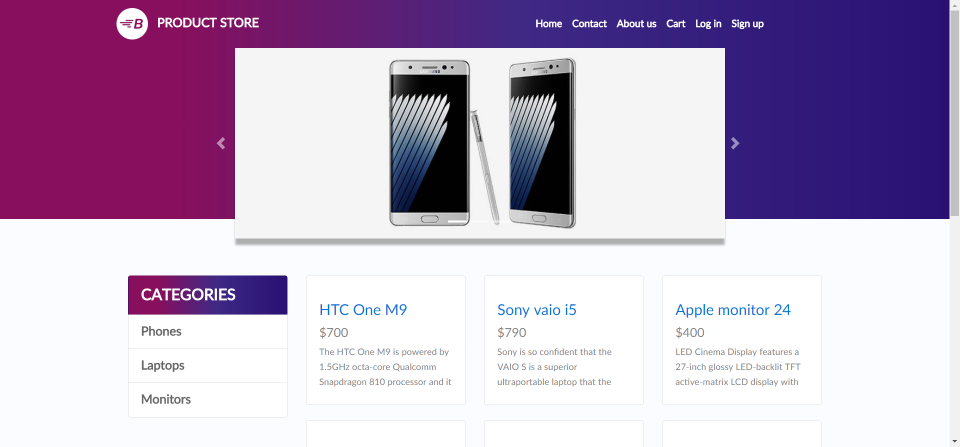 B PRODUCT STORE
Home Contact About us Cart Log in Sign up
SAMSUNG
CATEGORIES
Phones
Laptops
Monitors
HTC One M9
$700
The HTC One M9 is powered by
1.5GHz octa-core Qualcomm
Snapdragon 810 processor and it
Sony vaio i5
$790
Sony is so confident that the
VAIO S is a superior
ultraportable laptop that the
Apple monitor 24
$400
LED Cinema Display features a
27-inch glossy LED-backlit TFT
active-matrix LCD display with